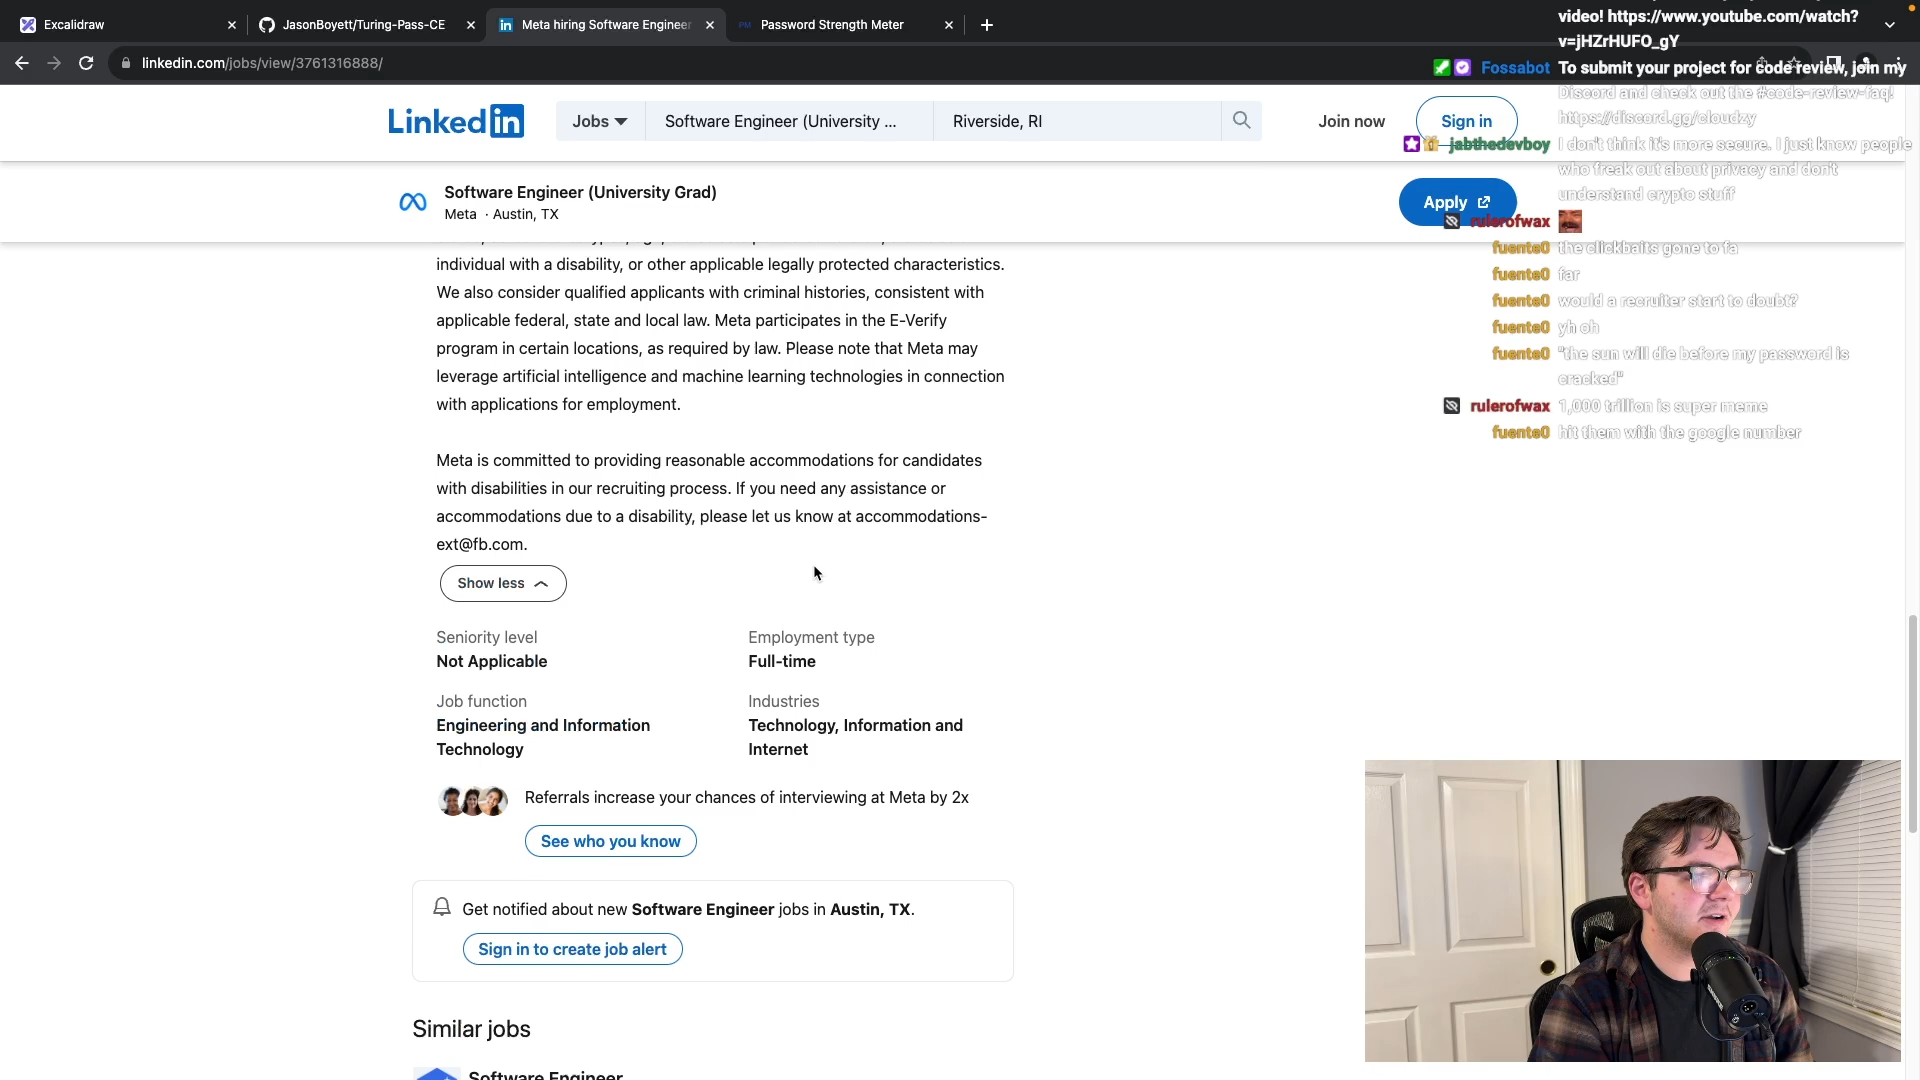 Excalidraw
JasonBoyett/Turing-Pass-CE
Meta hiring Software Engineer
PM Password Strength Meter
linkedin.com/jobs/view/3761316888/
video! https://www.youtube.com/watch?
v=jHZrHUFO_gY
Fossabot To submit your project for code review, join my
Discord and check out the #code-review-faq!
https://discord.gg/cloudzy
jabthedevboy I don't think it's more secure. I just know people
who freak out about privacy and don't
understand crypto stuff
rulerofwax
fuente0 the clickbaits gone to fa
fuente0 far
fuente0 would a recruiter start to doubt?
fuente0 yh oh
fuente0 "the sun will die before my password is
cracked"
rulerofwax 1,000 trillion is super meme
fuente0 hit them with the google number
Linkedin
Jobs
Software Engineer (University ...
Riverside, RI
Join now
Sign in
Software Engineer (University Grad)
Meta · Austin, TX
Apply
individual with a disability, or other applicable legally protected characteristics.
We also consider qualified applicants with criminal histories, consistent with
applicable federal, state and local law. Meta participates in the E-Verify
program in certain locations, as required by law. Please note that Meta may
leverage artificial intelligence and machine learning technologies in connection
with applications for employment.
Meta is committed to providing reasonable accommodations for candidates
with disabilities in our recruiting process. If you need any assistance or
accommodations due to a disability, please let us know at accommodations-
ext@fb.com.
Show less
Seniority level
Not Applicable
Employment type
Full-time
Job function
Engineering and Information
Technology
Industries
Technology, Information and
Internet
Referrals increase your chances of interviewing at Meta by 2x
See who you know
Get notified about new Software Engineer jobs in Austin, TX.
Sign in to create job alert
Similar jobs
Software Engineer